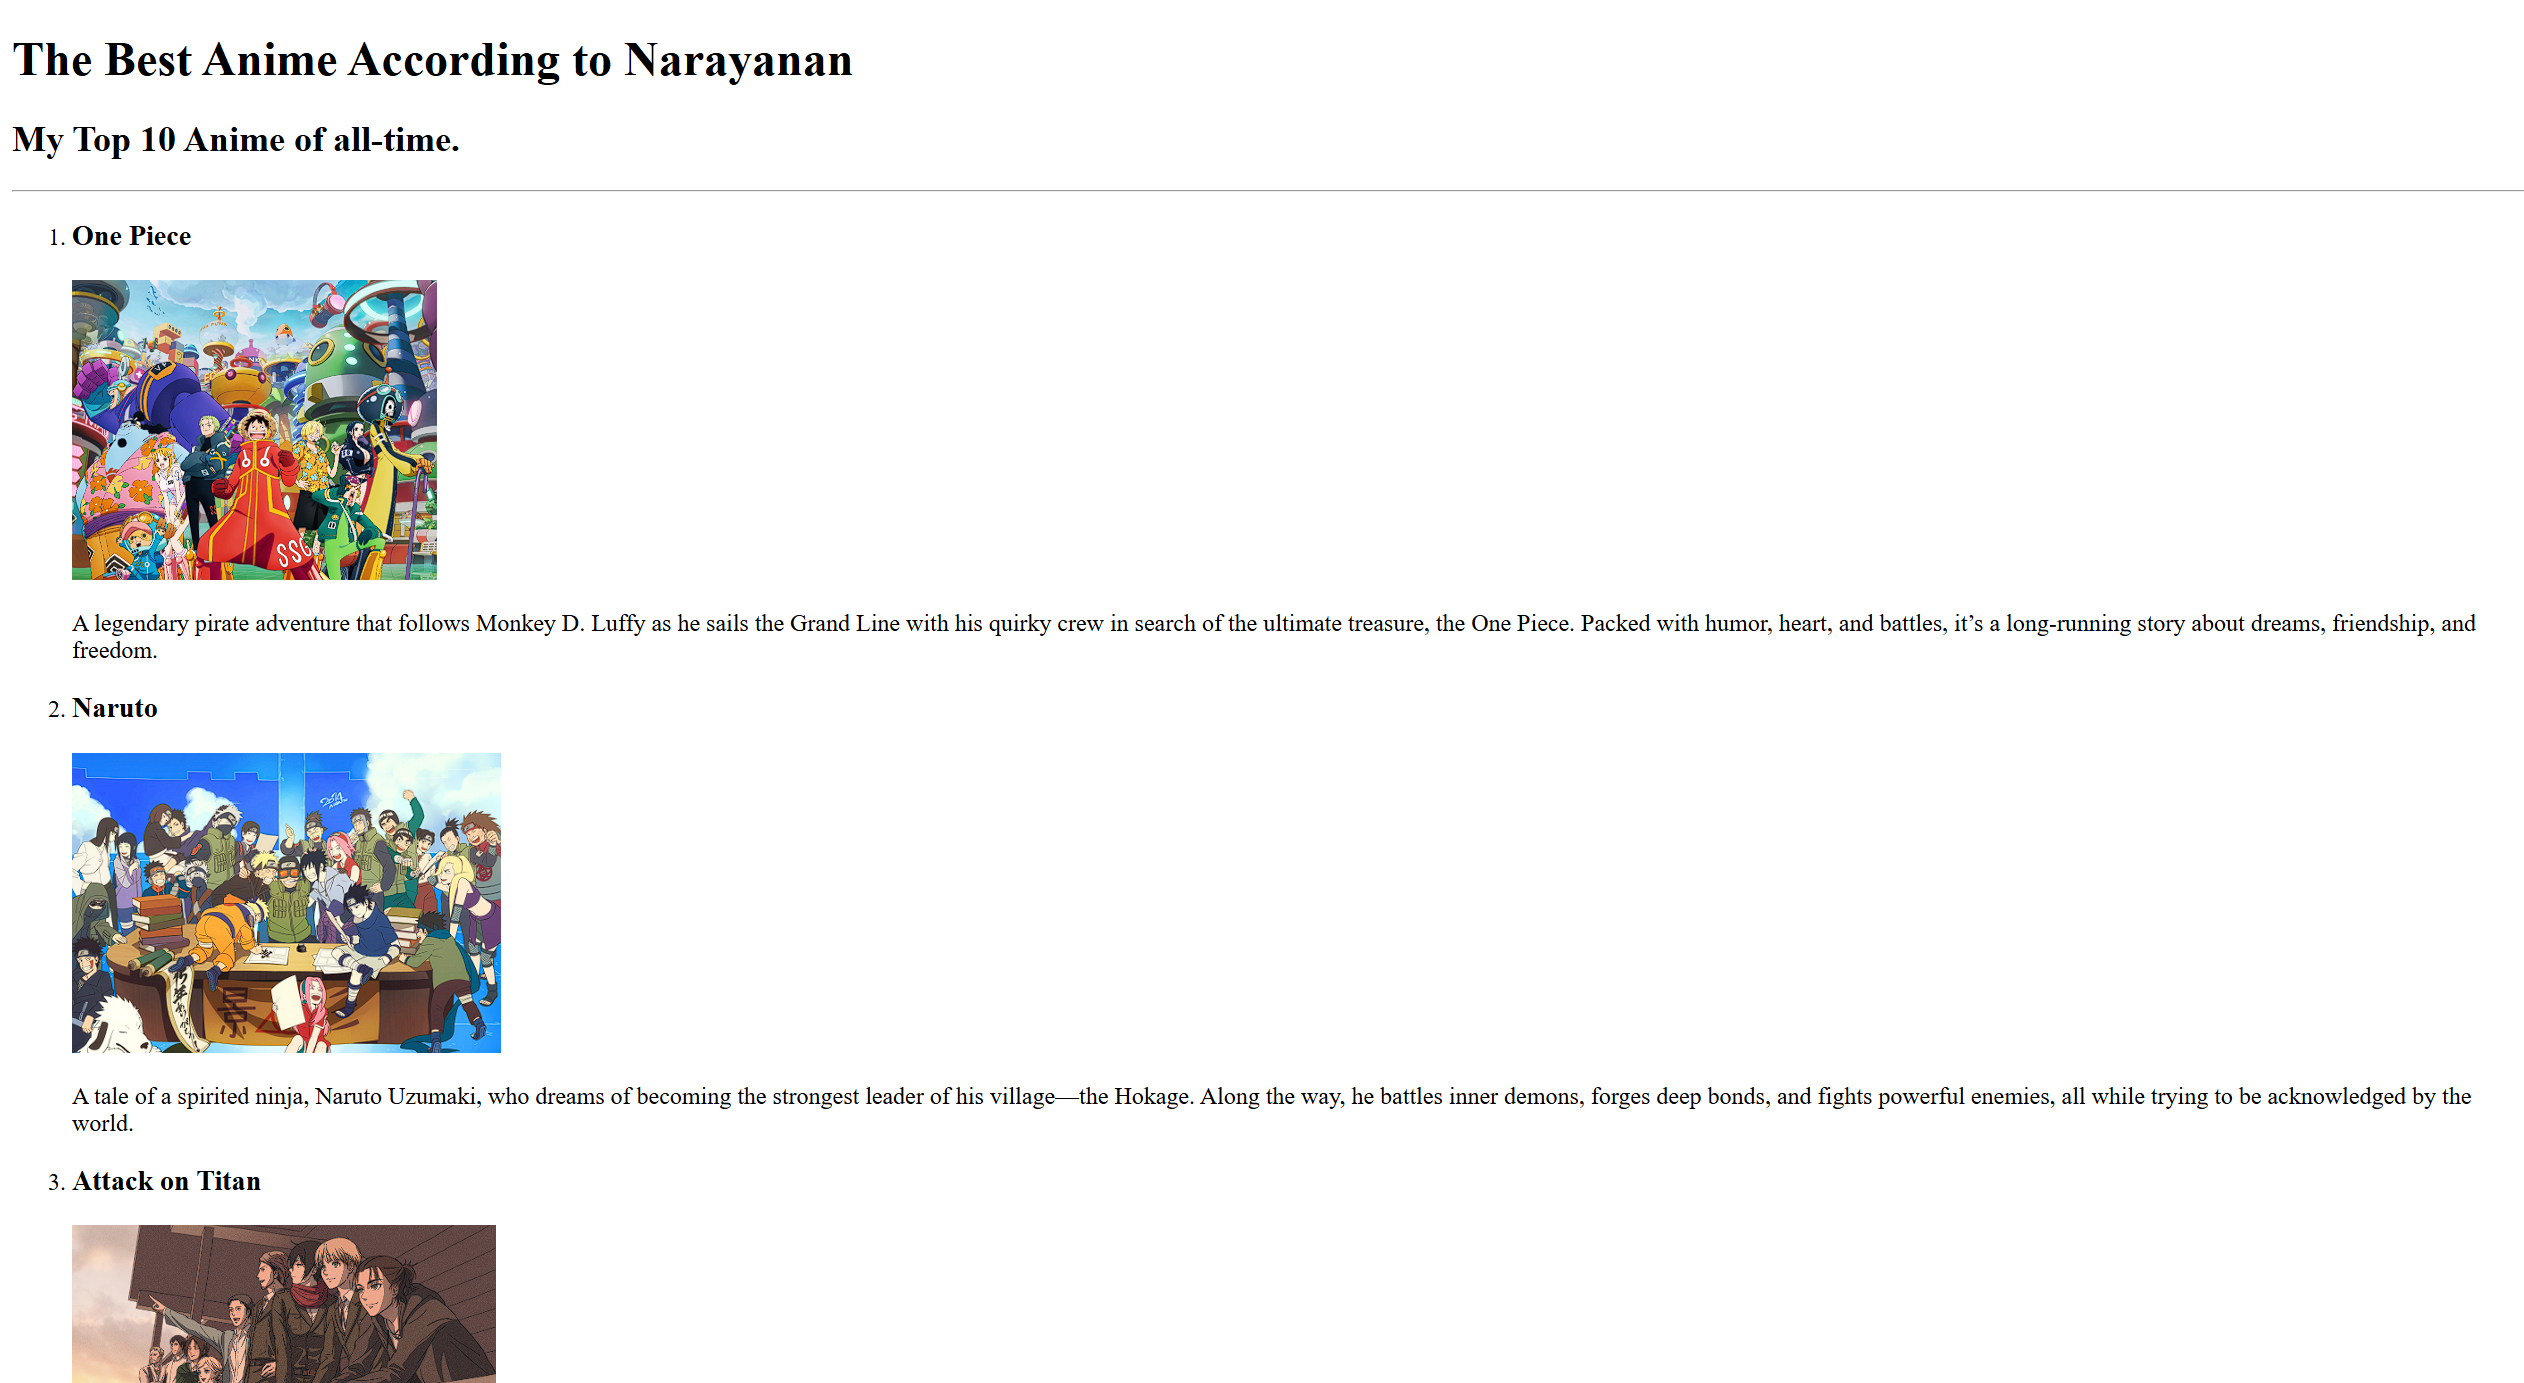 The Best Anime According to Narayanan
My Top 10 Anime of all-time.
1. One Piece
SSG
A legendary pirate adventure that follows Monkey D. Luffy as he sails the Grand Line with his quirky crew in search of the ultimate treasure, the One Piece. Packed with humor, heart, and battles, it’s a long-running story about dreams, friendship, and
freedom.
2. Naruto
景
A tale of a spirited ninja, Naruto Uzumaki, who dreams of becoming the strongest leader of his village—the Hokage. Along the way, he battles inner demons, forges deep bonds, and fights powerful enemies, all while trying to be acknowledged by the
world.
3. Attack on Titan